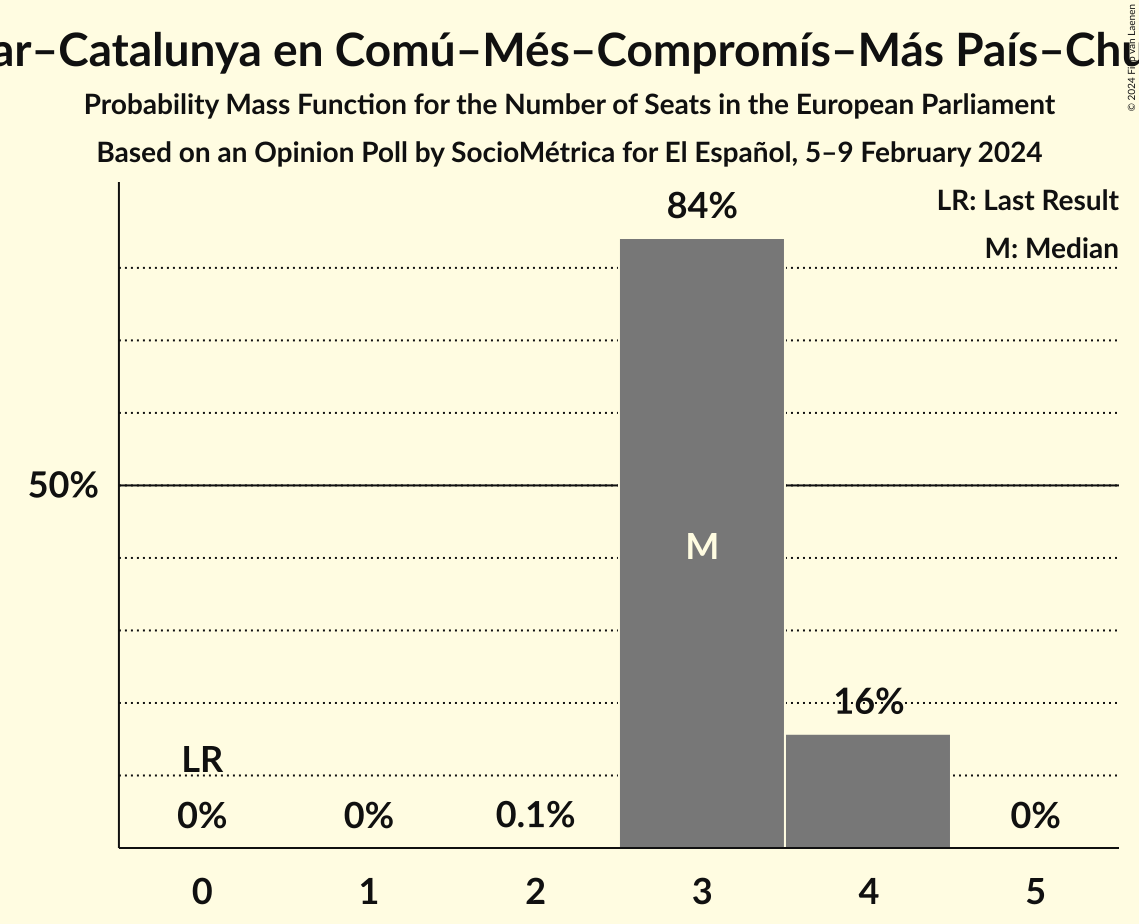 ar–Catalunya en Comú–Més–Compromís–Más País–Chu
© 2024 Filip van Laenen
Probability Mass Function for the Number of Seats in the European Parliament
Based on an Opinion Poll by SocioMétrica for El Español, 5–9 February 2024
LR: Last Result
M: Median
84%
50%
M
16%
LR
0%
0%
0.1%
0%
0
1
2
3
4
5